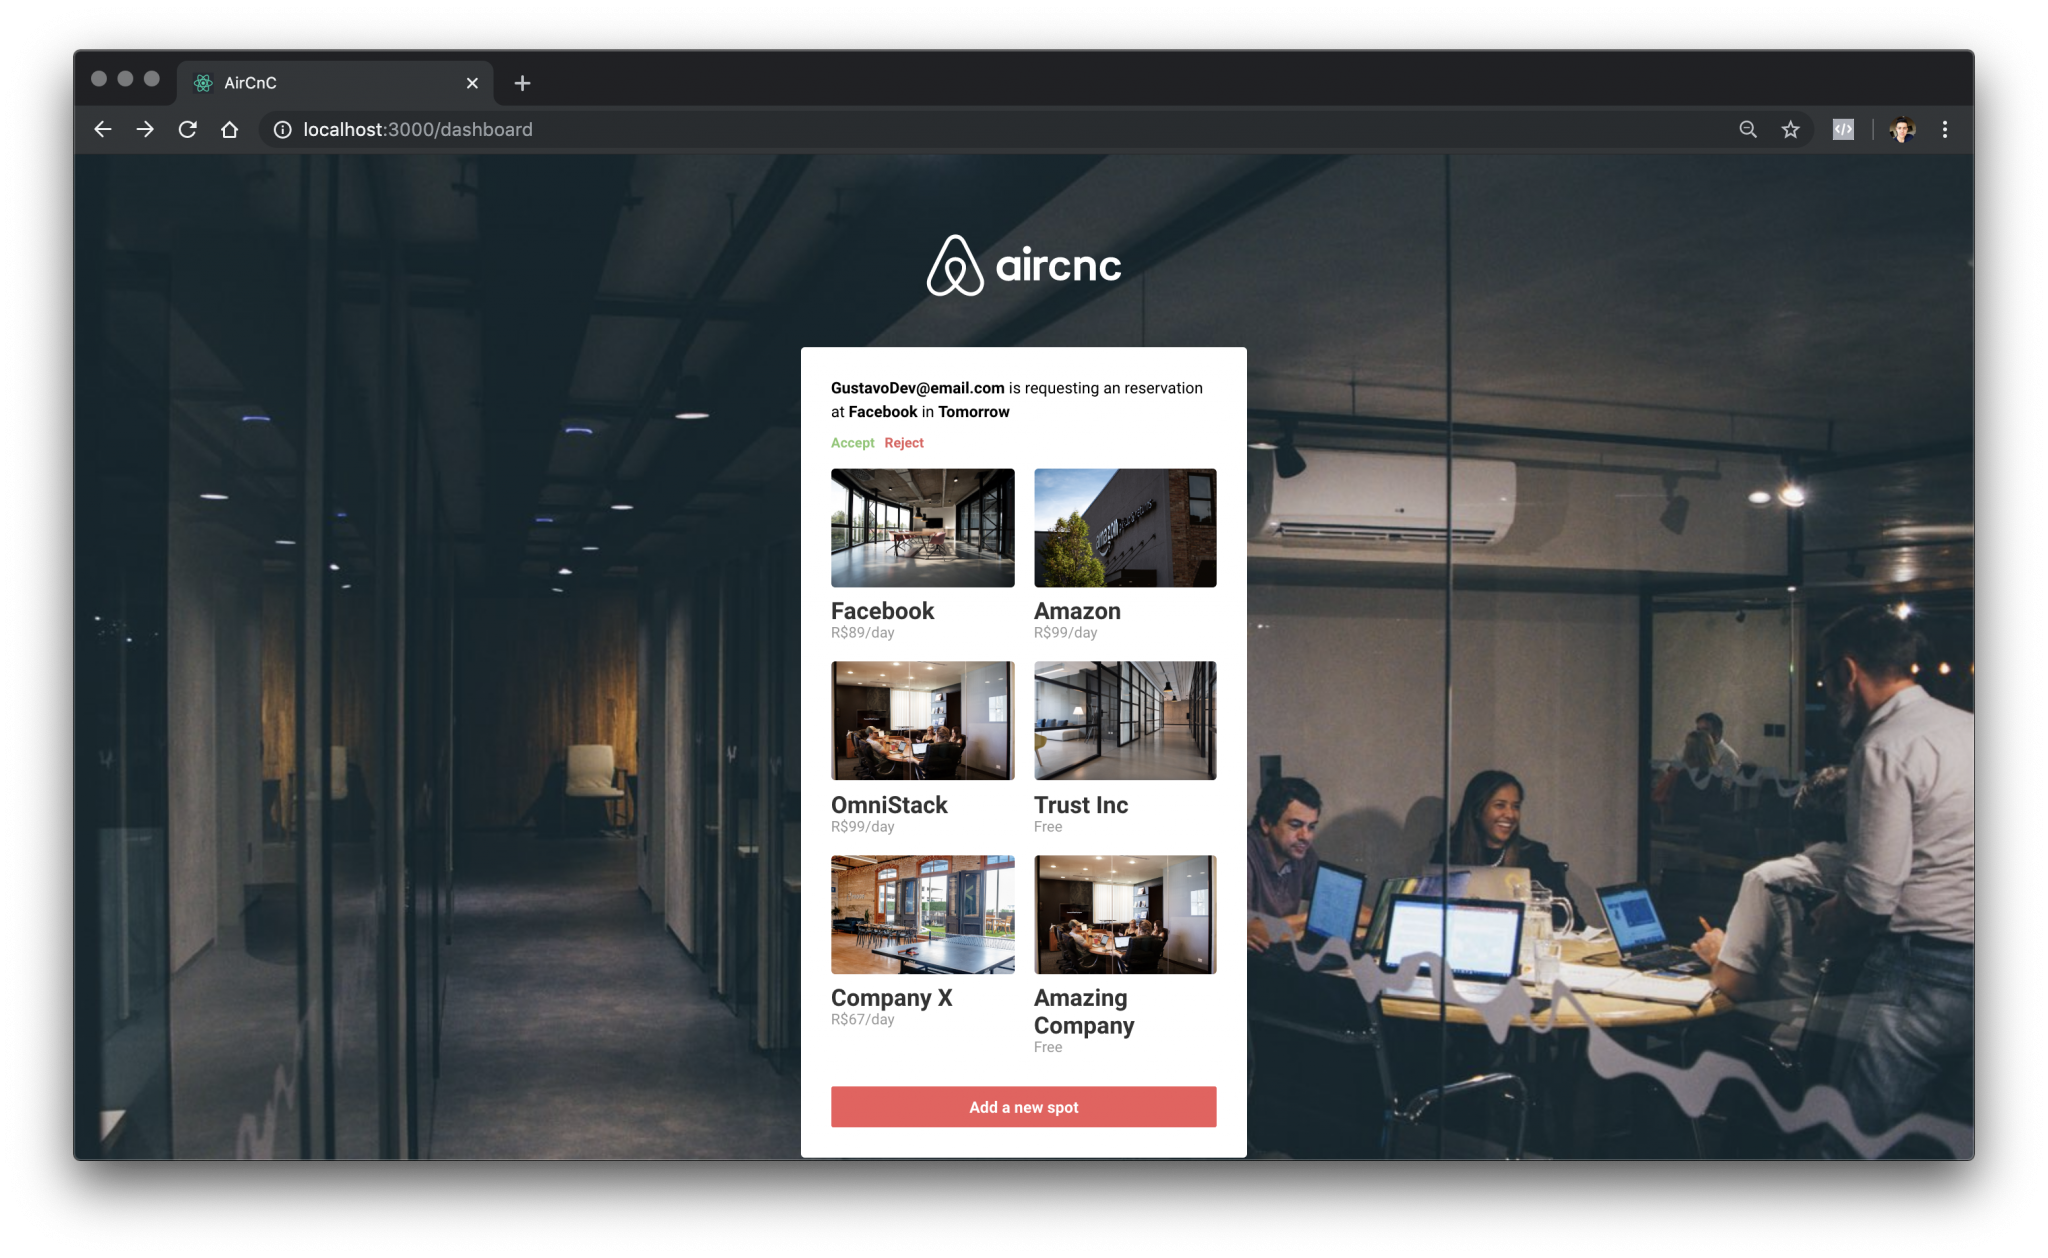 AirCnC
localhost:3000/dashboard
aircnc
GustavoDev@email.com is requesting an reservation
at Facebook in Tomorrow
Accept Reject
amazon
Facebook
R$89/day
Amazon
R$99/day
OmniStack
R$99/day
Trust Inc
Free
Company X
R$67/day
Amazing
Company
Free
Add a new spot